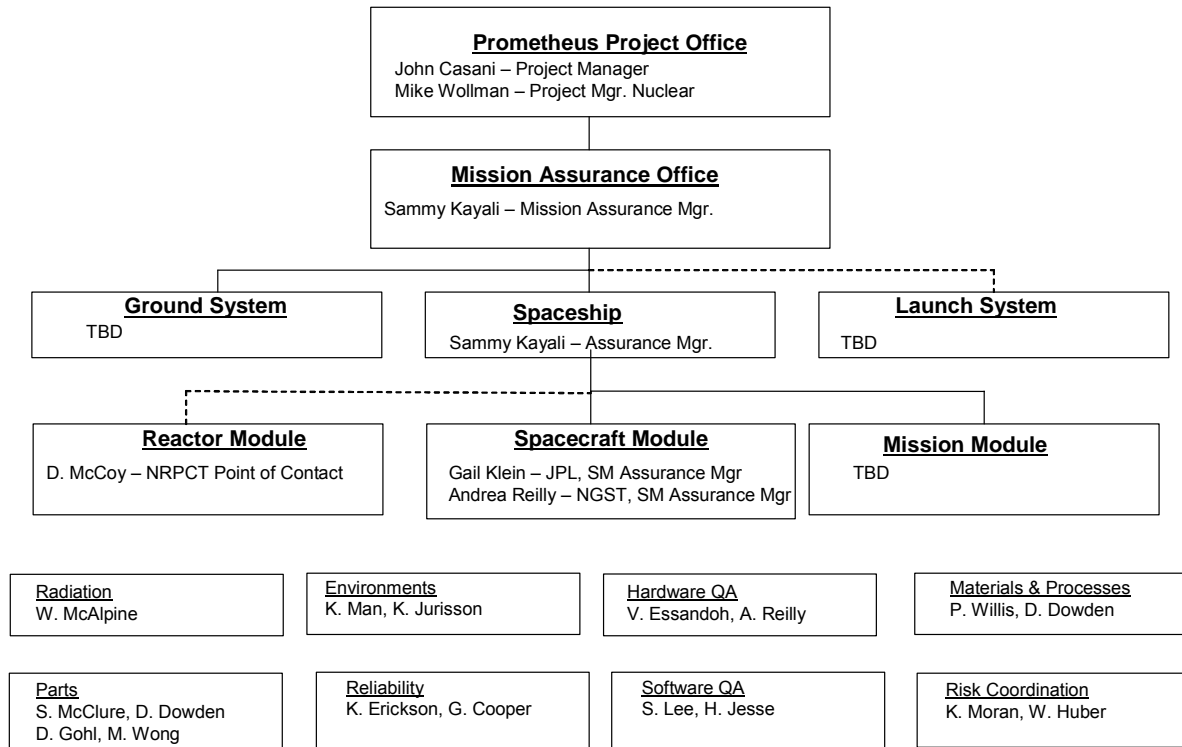 Prometheus Project Office
John Casani – Project Manager
Mike Wollman – Project Mgr. Nuclear
Mission Assurance Office
Sammy Kayali – Mission Assurance Mgr.
Ground System
TBD
Spaceship
Sammy Kayali – Assurance Mgr.
Launch System
TBD
Reactor Module
D. McCoy – NRPCT Point of Contact
Spacecraft Module
Gail Klein – JPL, SM Assurance Mgr
Andrea Reilly – NGST, SM Assurance Mgr
Mission Module
TBD
Radiation
W. McAlpine
Environments
K. Man, K. Jurisson
Hardware QA
V. Essandoh, A. Reilly
Materials & Processes
P. Willis, D. Dowden
Parts
S. McClure, D. Dowden
D. Gohl, M. Wong
Reliability
K. Erickson, G. Cooper
Software QA
S. Lee, H. Jesse
Risk Coordination
K. Moran, W. Huber